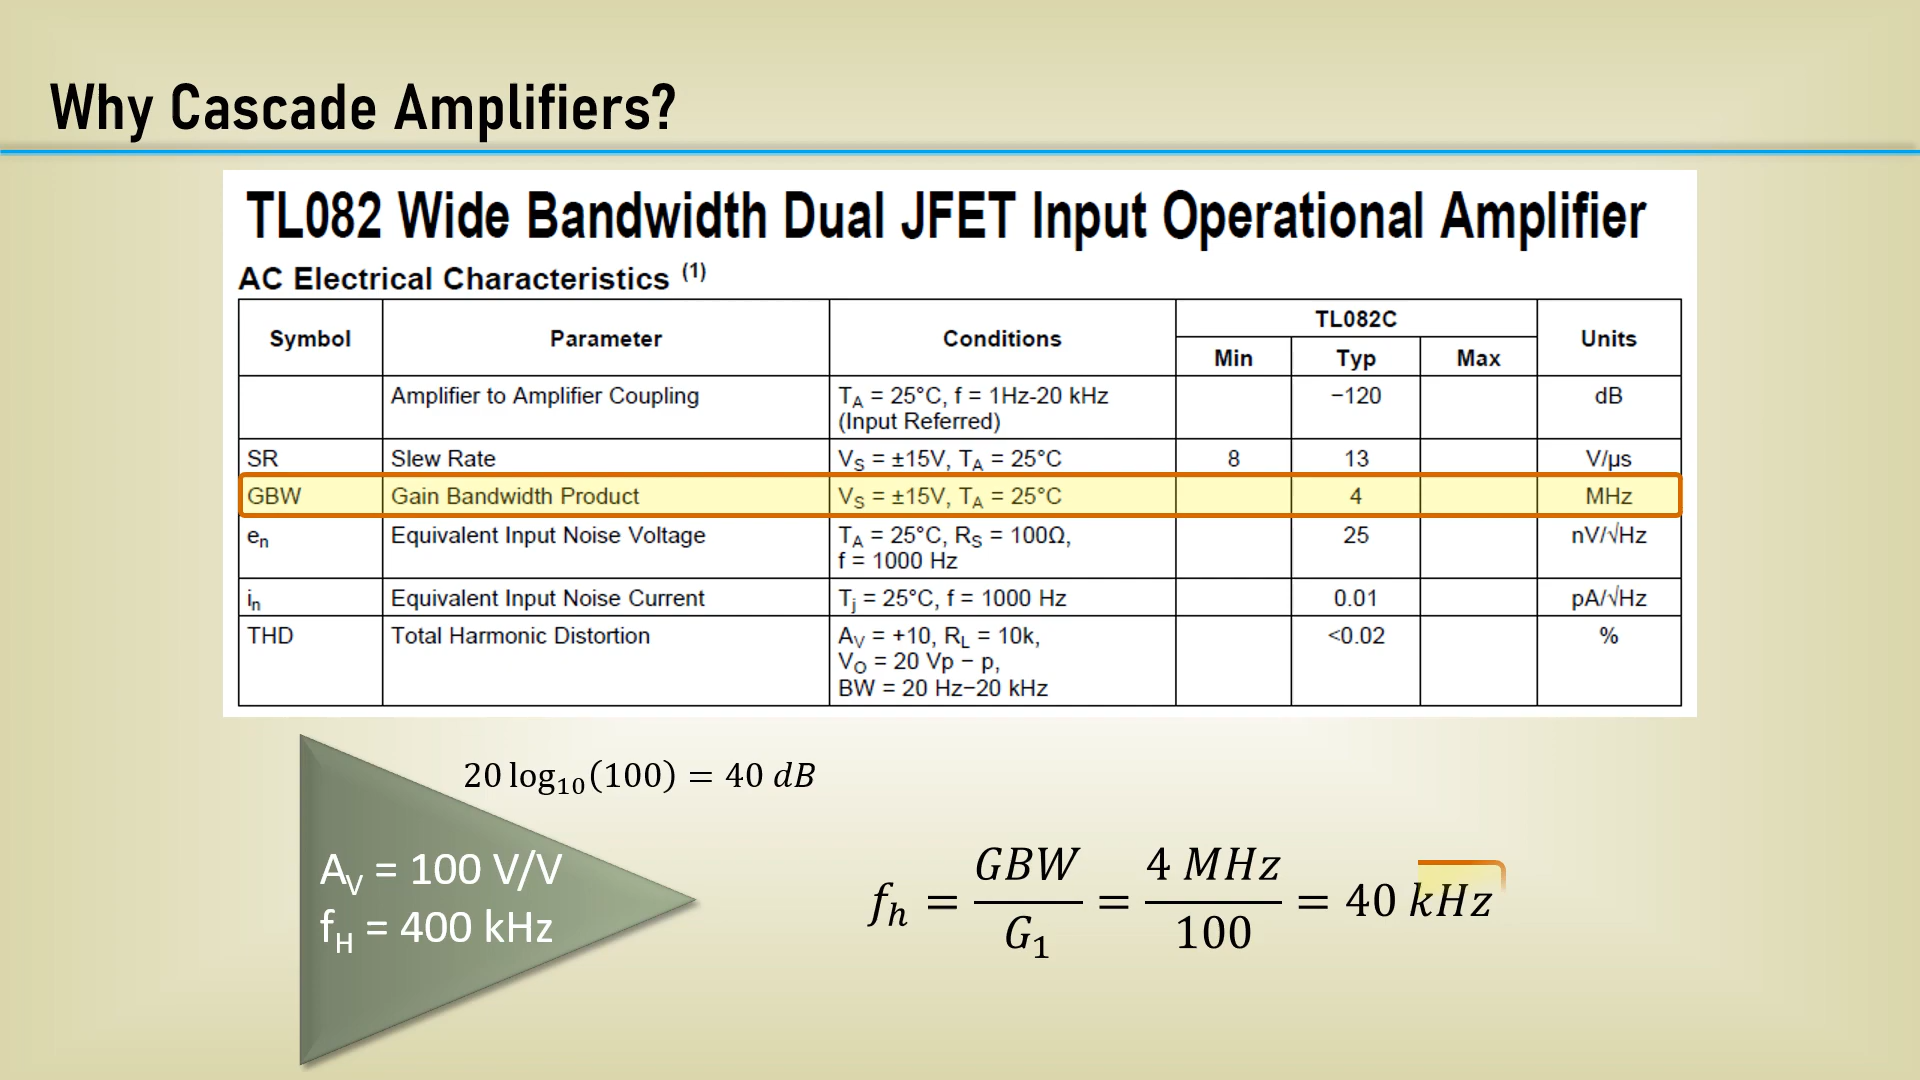 Why Cascade Amplifiers?
TL082 Wide Bandwidth Dual JFET Input Operational Amplifier
AC Electrical Characteristics (1)
Symbol Parameter Conditions TL082C Units
Min Typ Max
Amplifier to Amplifier Coupling TA = 25°C, f = 1Hz-20 kHz −120 dB
(Input Referred)
SR Slew Rate VS = ±15V, TA = 25°C 8 13 V/μs
GBW Gain Bandwidth Product VS = ±15V, TA = 25°C 4 MHz
en Equivalent Input Noise Voltage TA = 25°C, RS = 100Ω, 25 nV/√Hz
f = 1000 Hz
in Equivalent Input Noise Current Tj = 25°C, f = 1000 Hz 0.01 pA/√Hz
THD Total Harmonic Distortion AV = +10, RL = 10k, <0.02 %
VO = 20 Vp − p,
BW = 20 Hz−20 kHz
20 log10(100) = 40 dB
AV = 100 V/V
fH = 400 kHz
fh = GBW/G1 = 4 MHz/100 = 40 kHz